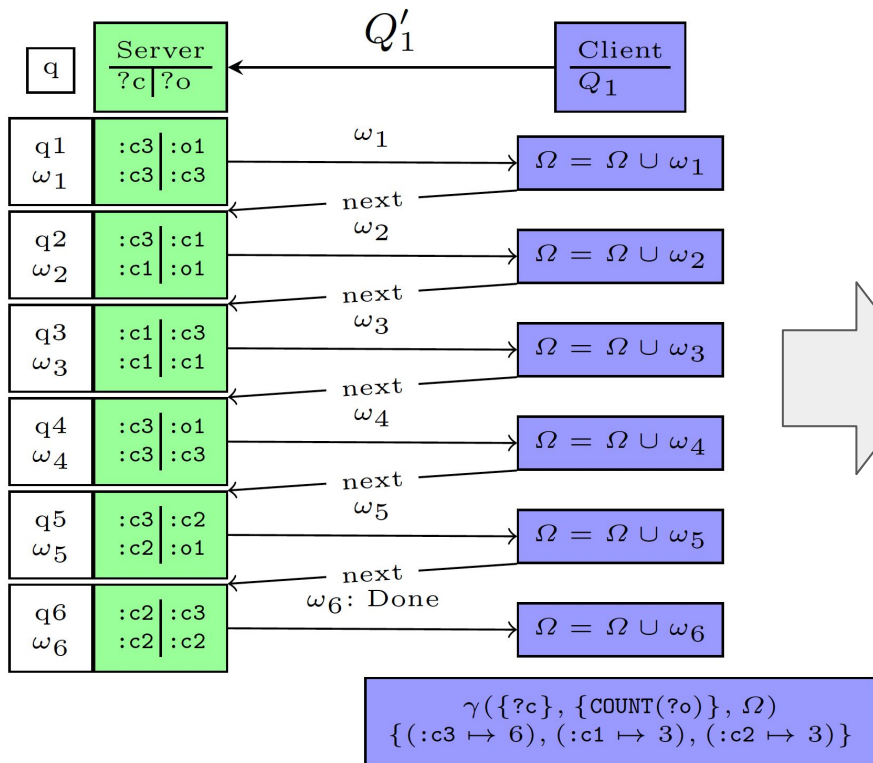 Q′₁
q
Server
?c ?o
Client
Q₁
q1
ω₁
:c3 :o1
:c3 :c3
ω₁
Ω = Ω ∪ ω₁
next
q2
ω₂
:c3 :c1
:c1 :o1
ω₂
Ω = Ω ∪ ω₂
next
q3
ω₃
:c1 :c3
:c1 :c1
ω₃
Ω = Ω ∪ ω₃
next
q4
ω₄
:c3 :o1
:c3 :c3
ω₄
Ω = Ω ∪ ω₄
next
q5
ω₅
:c3 :c2
:c2 :o1
ω₅
Ω = Ω ∪ ω₅
next
q6
ω₆
:c2 :c3
:c2 :c2
ω₆: Done
Ω = Ω ∪ ω₆
γ({?c}, {COUNT(?o)}, Ω)
{(:c3 ↦ 6), (:c1 ↦ 3), (:c2 ↦ 3)}